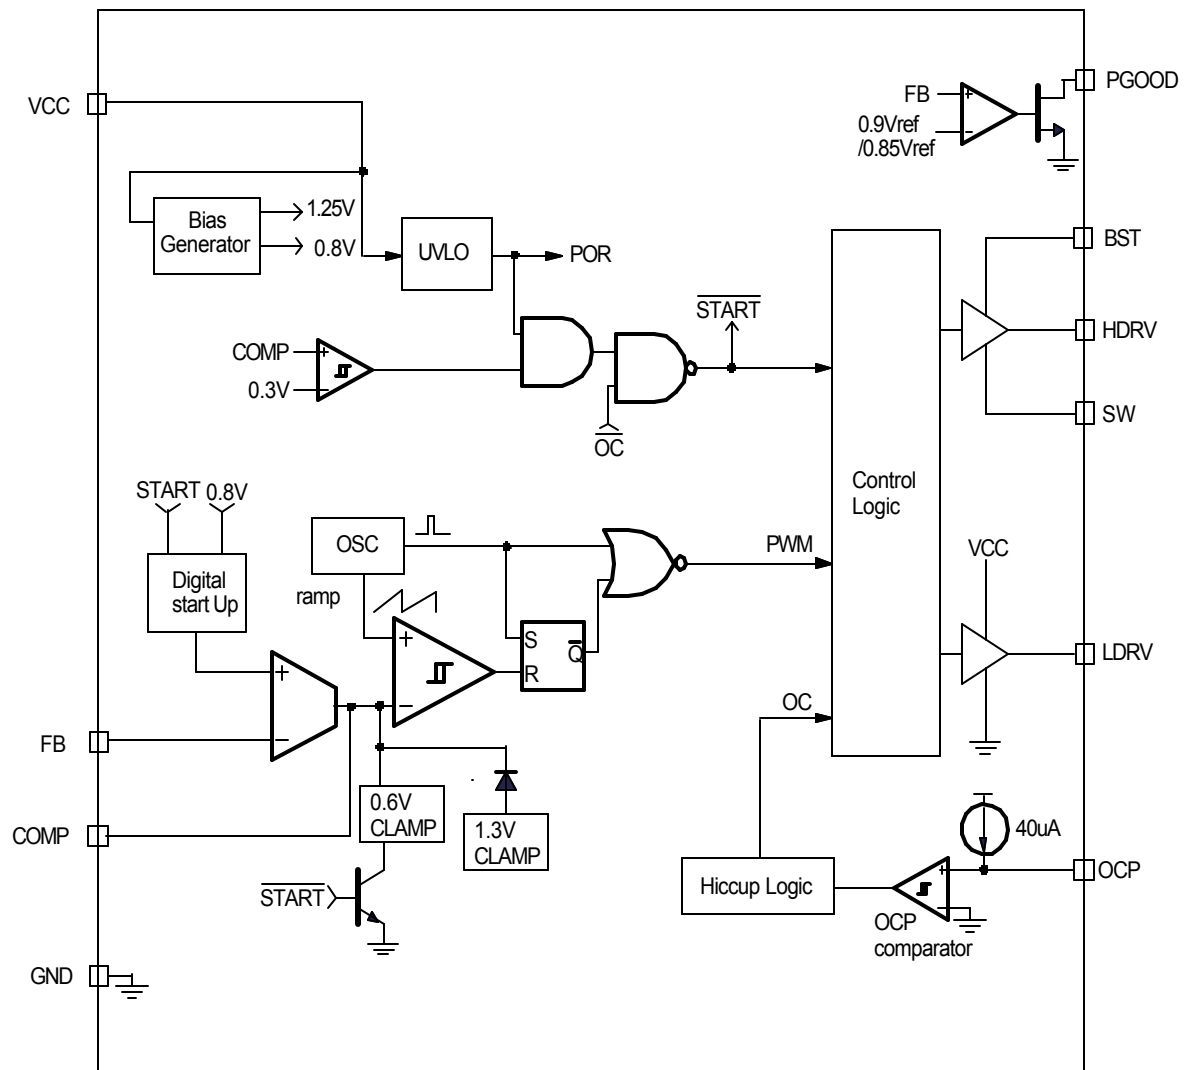 PGOOD
FB
+
0.9Vref
/0.85Vref
−
VCC
Bias
Generator
1.25V
0.8V
UVLO
POR
BST
START
HDRV
COMP
+
0.3V
−
SW
OC
Control
Logic
START
0.8V
OSC
PWM
VCC
Digital
start Up
ramp
+
S
Q
R
LDRV
+
−
OC
FB
−
0.6V
CLAMP
1.3V
CLAMP
COMP
40uA
+
OCP
Hiccup Logic
START
−
OCP
comparator
GND